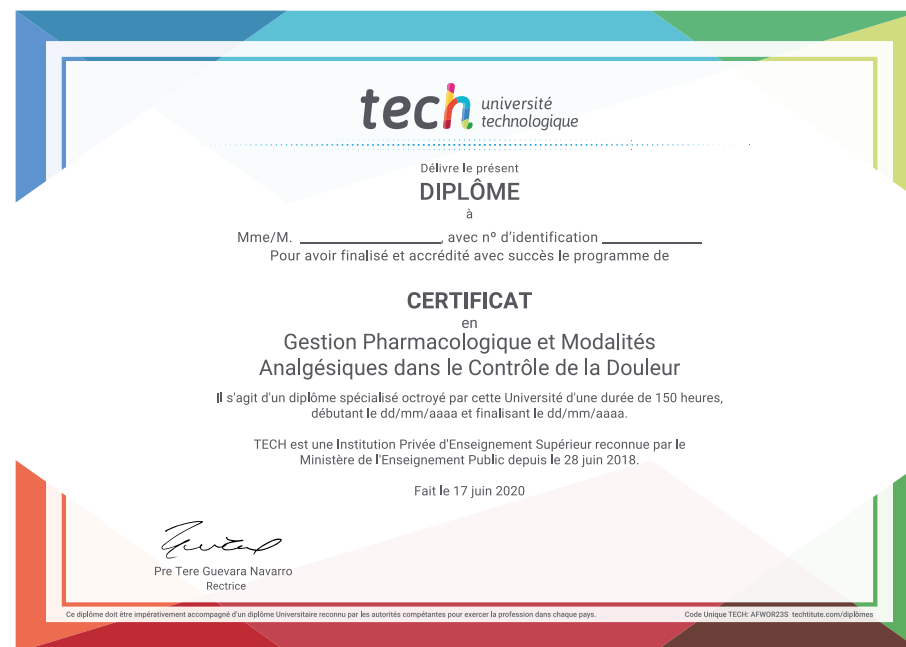 tech université
technologique
Délivre le présent
DIPLÔME
à
Mme/M. ____________________, avec nº d'identification ______________
Pour avoir finalisé et accrédité avec succès le programme de
CERTIFICAT
en
Gestion Pharmacologique et Modalités
Analgésiques dans le Contrôle de la Douleur
Il s'agit d'un diplôme spécialisé octroyé par cette Université d'une durée de 150 heures,
débutant le dd/mm/aaaa et finalisant le dd/mm/aaaa.
TECH est une Institution Privée d'Enseignement Supérieur reconnue par le
Ministère de l'Enseignement Public depuis le 28 juin 2018.
Fait le 17 juin 2020
Pre Tere Guevara Navarro
Rectrice
Ce diplôme doit être impérativement accompagné d'un diplôme Universitaire reconnu par les autorités compétentes pour exercer la profession dans chaque pays.
Code Unique TECH: AFWOR23S techtitute.com/diplômes